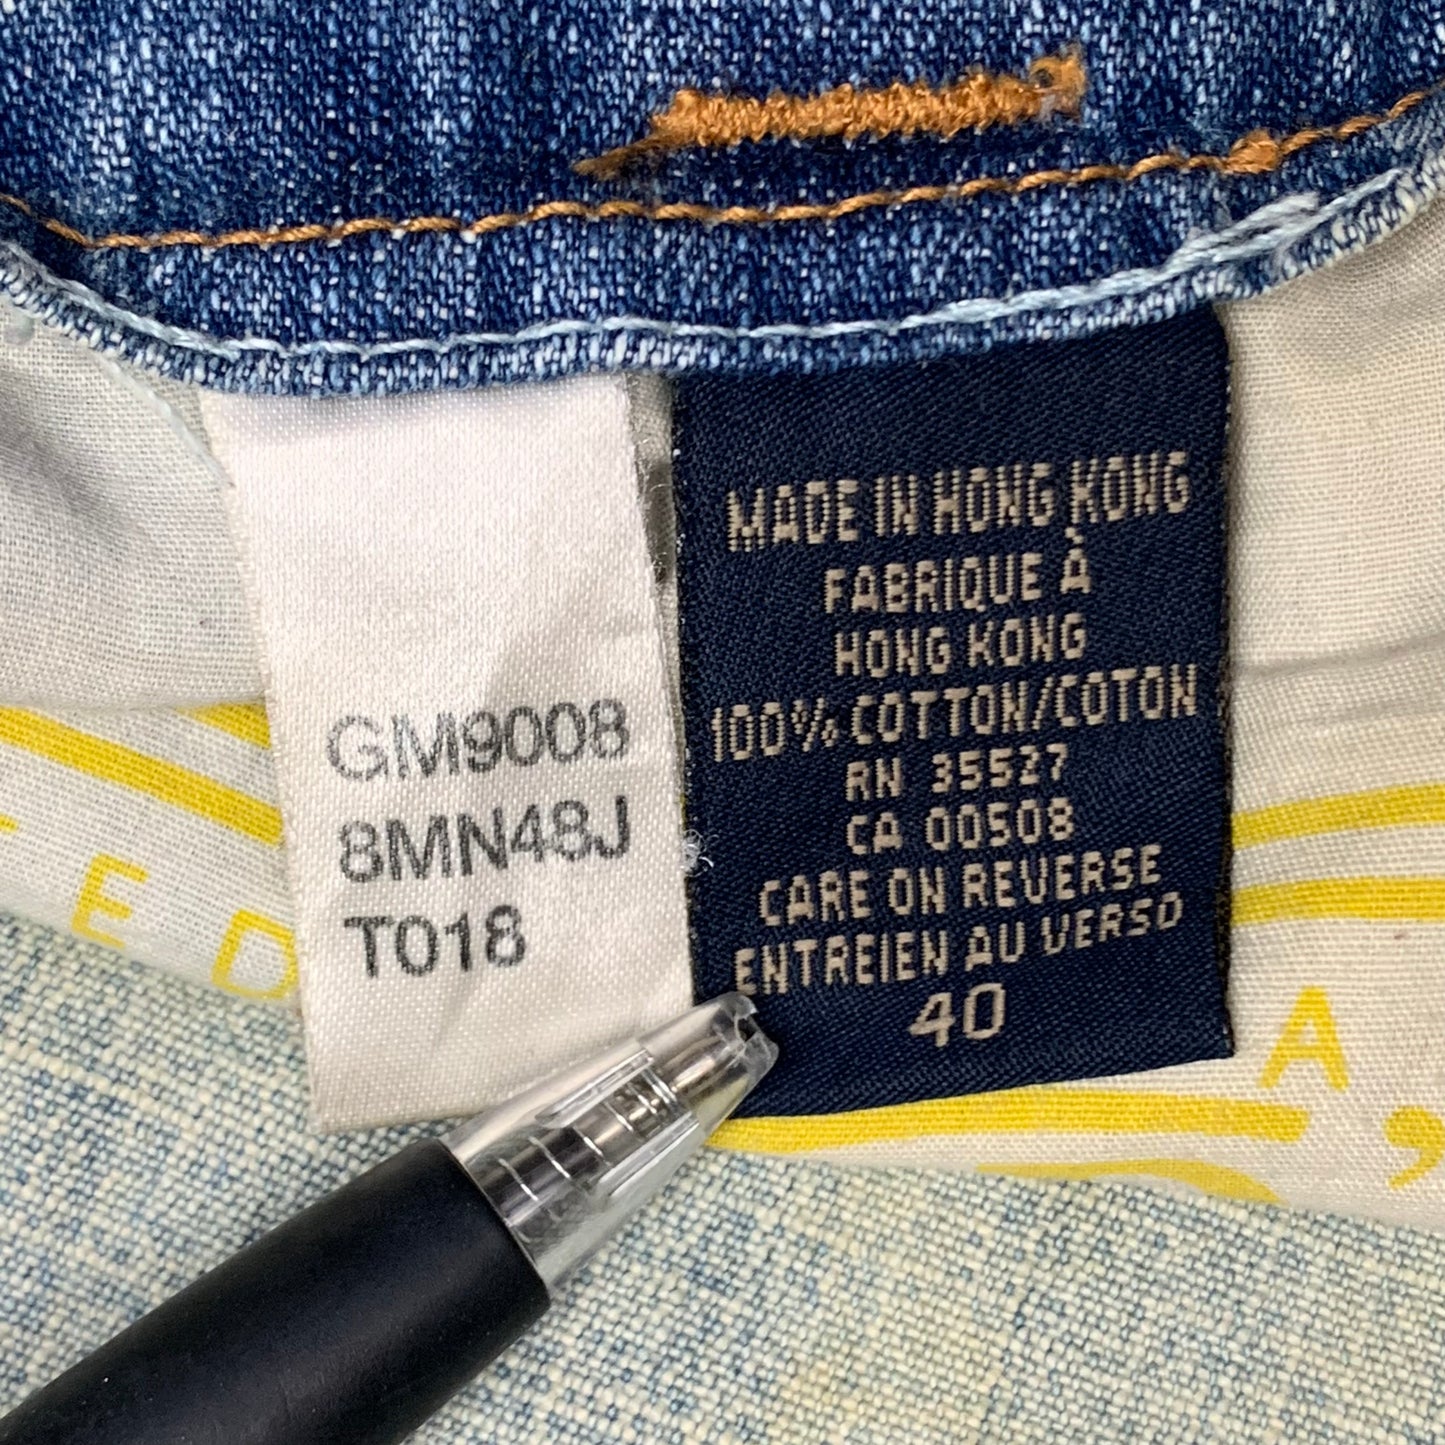 GM9008
8MN48J
T018
MADE IN HONG KONG
FABRIQUE À
HONG KONG
100% COTTON/COTON
RN 35527
CA 00508
CARE ON REVERSE
ENTREIEN AU VERSO
40
E D
A ,